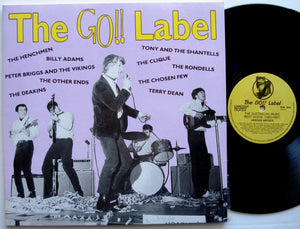 The GO!! Label
THE HENCHMEN
BILLY ADAMS
PETER BRIGGS AND THE VIKINGS
THE OTHER ENDS
THE DEAKINS
TONY AND THE SHANTELLS
THE CLIQUE
THE RONDELLS
THE CHOSEN FEW
TERRY DEAN
The GO!! Label